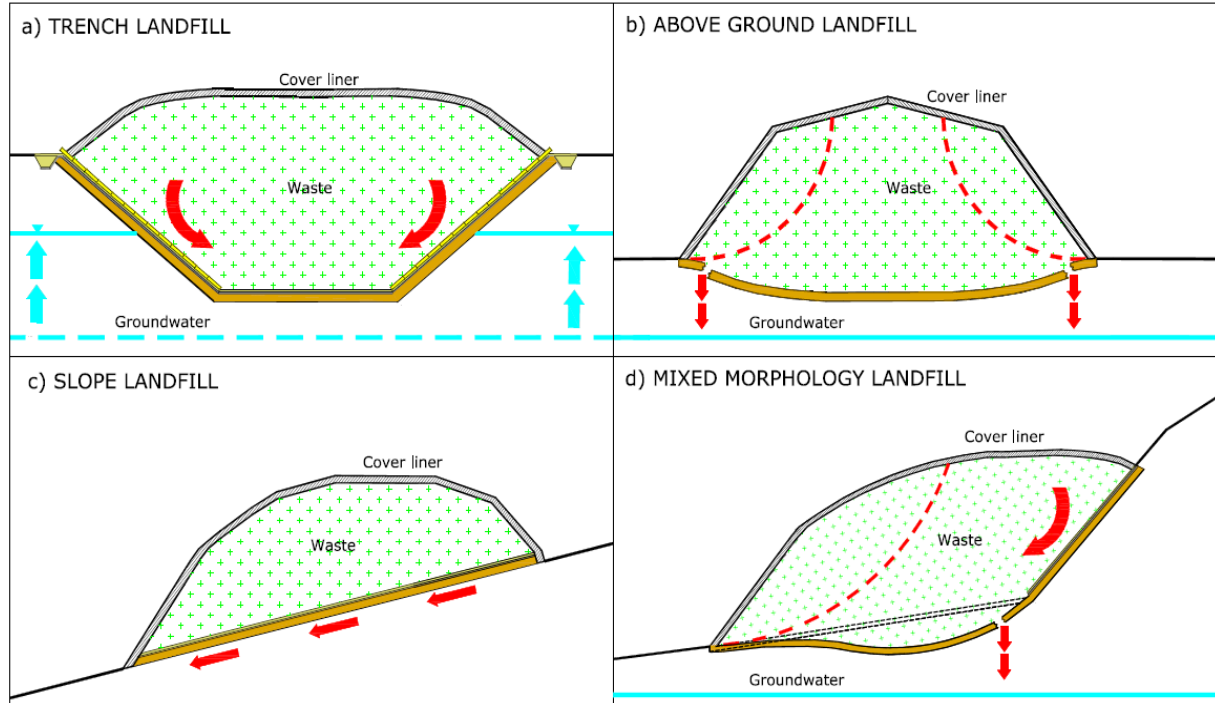 a) TRENCH LANDFILL
Cover liner
Waste
Groundwater
b) ABOVE GROUND LANDFILL
Cover liner
Waste
Groundwater
c) SLOPE LANDFILL
Cover liner
Waste
d) MIXED MORPHOLOGY LANDFILL
Cover liner
Waste
Groundwater